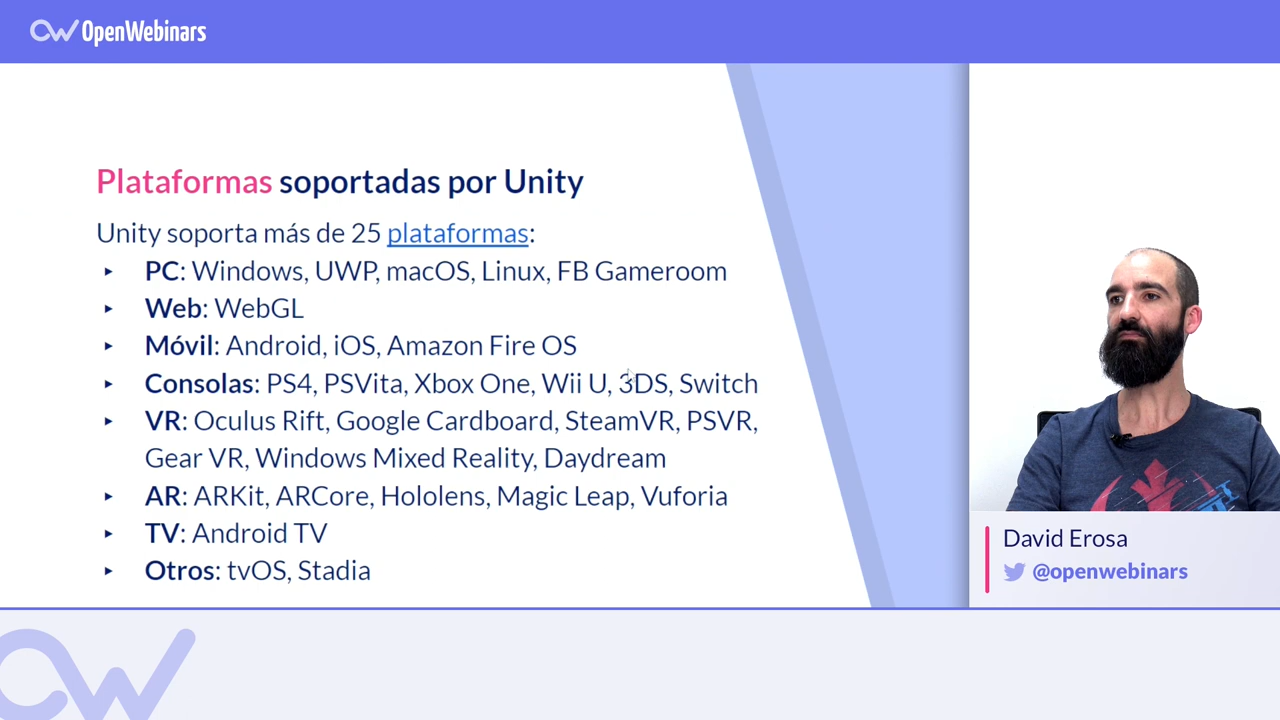 OpenWebinars
Plataformas soportadas por Unity
Unity soporta más de 25 plataformas:
▸ PC: Windows, UWP, macOS, Linux, FB Gameroom
▸ Web: WebGL
▸ Móvil: Android, iOS, Amazon Fire OS
▸ Consolas: PS4, PSVita, Xbox One, Wii U, 3DS, Switch
▸ VR: Oculus Rift, Google Cardboard, SteamVR, PSVR,
Gear VR, Windows Mixed Reality, Daydream
▸ AR: ARKit, ARCore, Hololens, Magic Leap, Vuforia
▸ TV: Android TV
▸ Otros: tvOS, Stadia
David Erosa
@openwebinars